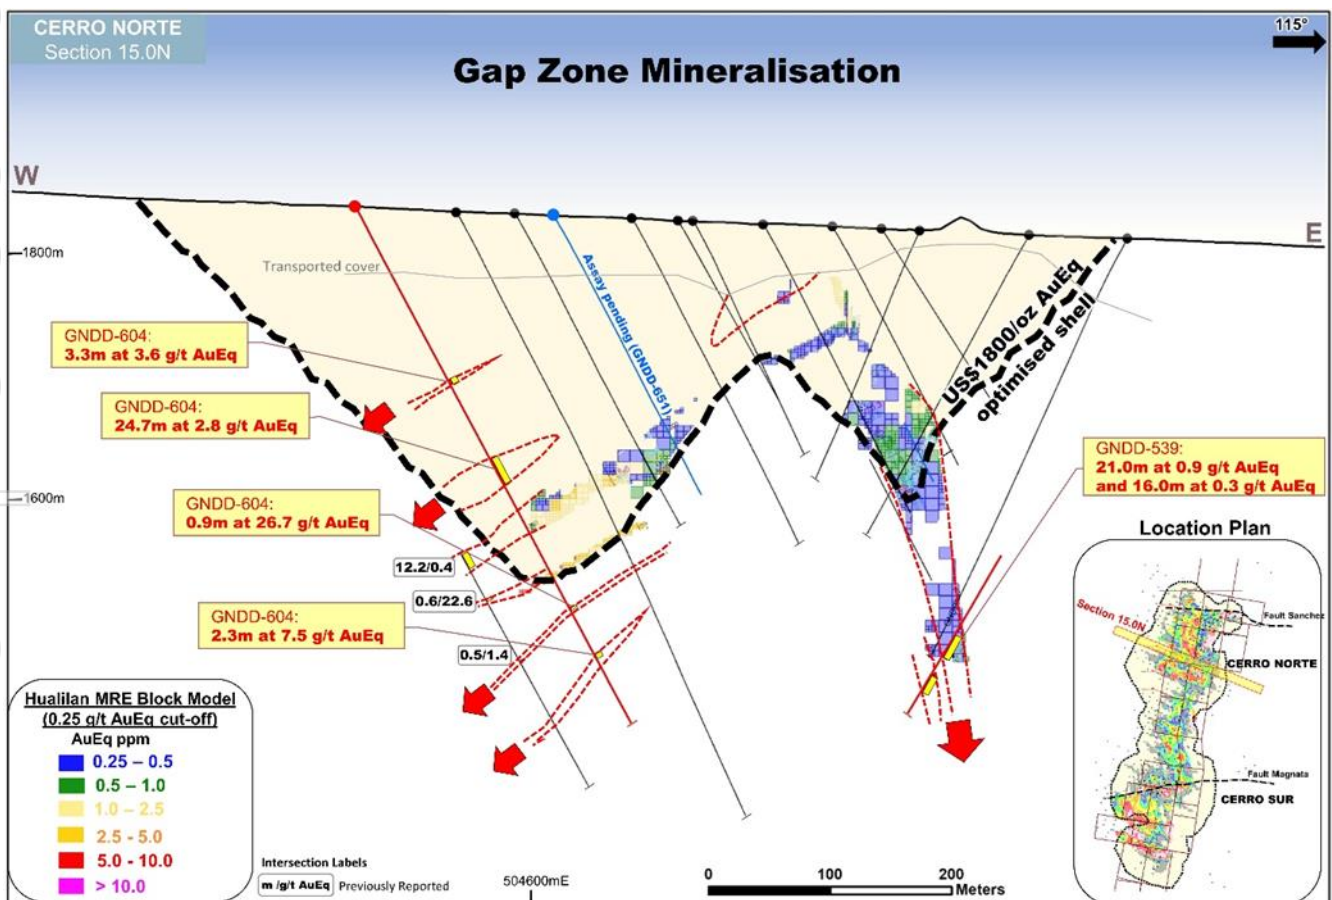 CERRO NORTE
Section 15.0N
115°
Gap Zone Mineralisation
W
E
1800m
Transported cover
Assay pending (GNDD-651)
US$1800/oz AuEq
optimised shell
GNDD-604:
3.3m at 3.6 g/t AuEq
GNDD-604:
24.7m at 2.8 g/t AuEq
GNDD-539:
21.0m at 0.9 g/t AuEq
and 16.0m at 0.3 g/t AuEq
1600m
GNDD-604:
0.9m at 26.7 g/t AuEq
12.2/0.4
0.6/22.6
GNDD-604:
2.3m at 7.5 g/t AuEq
0.5/1.4
Location Plan
Section 15.0N
Fault Sanchez
CERRO NORTE
Fault Magnata
CERRO SUR
Hualilan MRE Block Model
(0.25 g/t AuEq cut-off)
AuEq ppm
0.25 – 0.5
0.5 – 1.0
1.0 – 2.5
2.5 - 5.0
5.0 - 10.0
> 10.0
Intersection Labels
m /g/t AuEq Previously Reported
504600mE
0 100 200
Meters